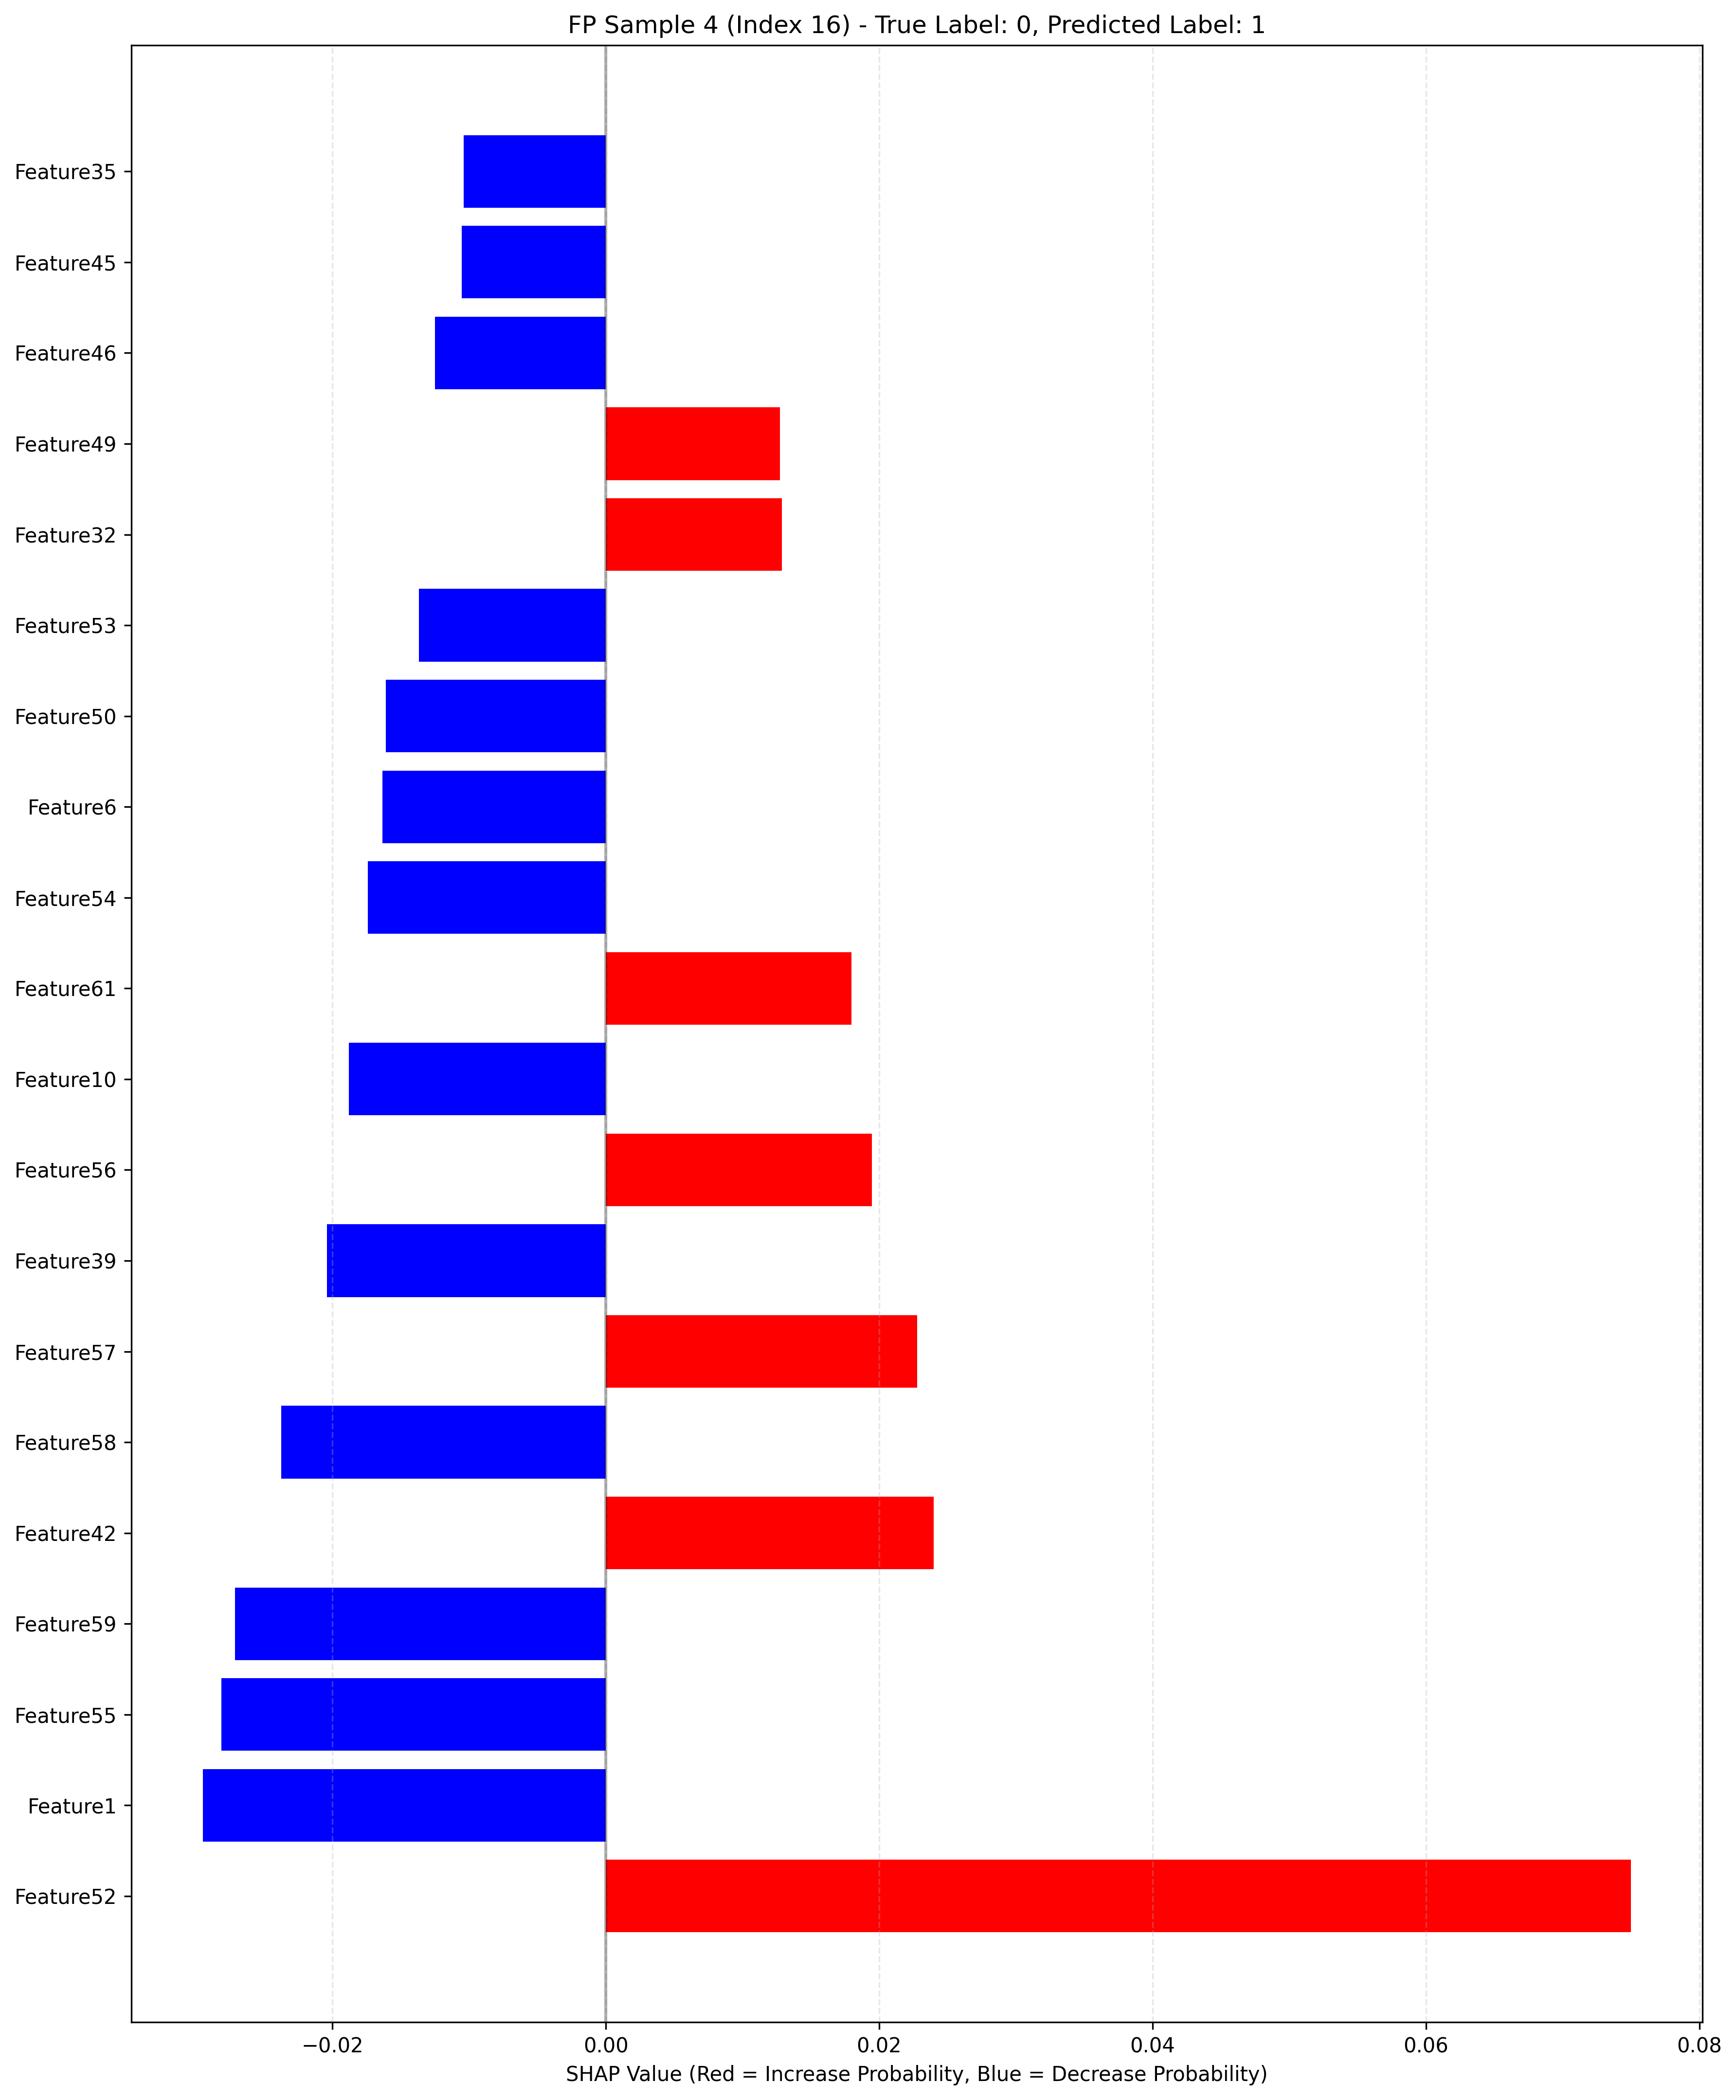 FP Sample 4 (Index 16) - True Label: 0, Predicted Label: 1
Feature35
Feature45
Feature46
Feature49
Feature32
Feature53
Feature50
Feature6
Feature54
Feature61
Feature10
Feature56
Feature39
Feature57
Feature58
Feature42
Feature59
Feature55
Feature1
Feature52
−0.02 0.00 0.02 0.04 0.06 0.08
SHAP Value (Red = Increase Probability, Blue = Decrease Probability)